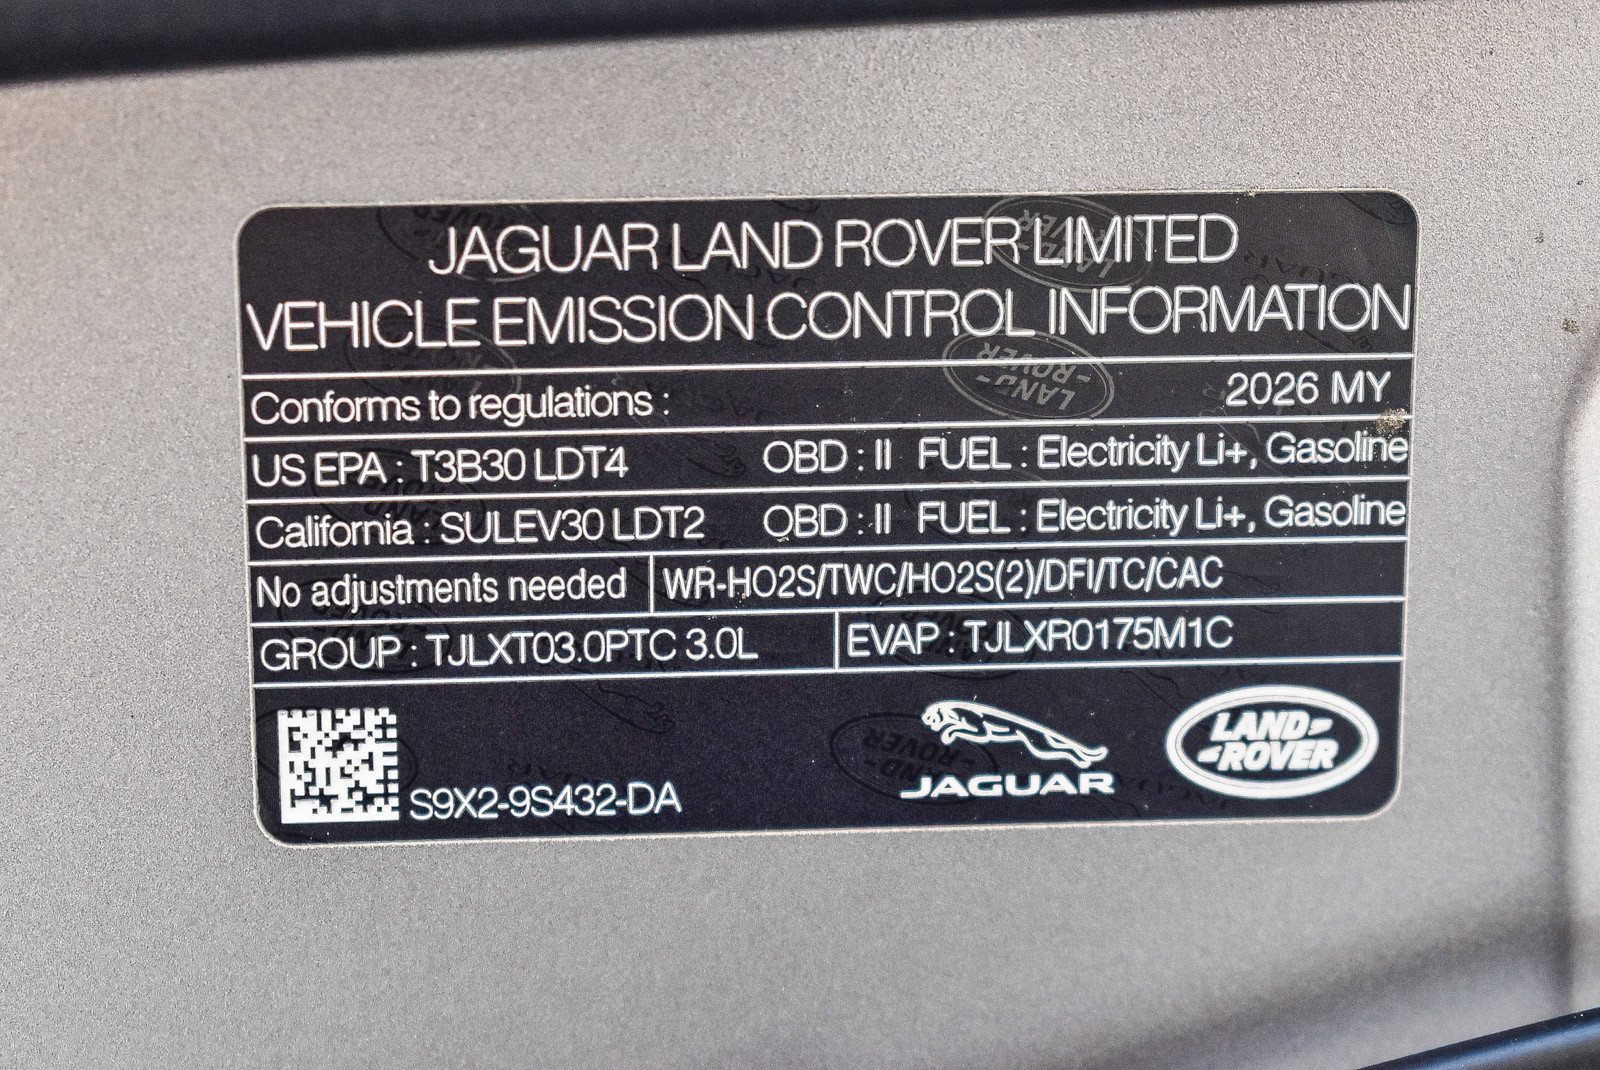 JAGUAR LAND ROVER LIMITED
VEHICLE EMISSION CONTROL INFORMATION
Conforms to regulations : 2026 MY
US EPA : T3B30 LDT4 OBD : II FUEL : Electricity Li+, Gasoline
California : SULEV30 LDT2 OBD : II FUEL : Electricity Li+, Gasoline
No adjustments needed WR-HO2S/TWC/HO2S(2)/DFI/TC/CAC
GROUP : TJLXT03.0PTC 3.0L EVAP : TJLXR0175M1C
S9X2-9S432-DA
JAGUAR
LAND-
-ROVER